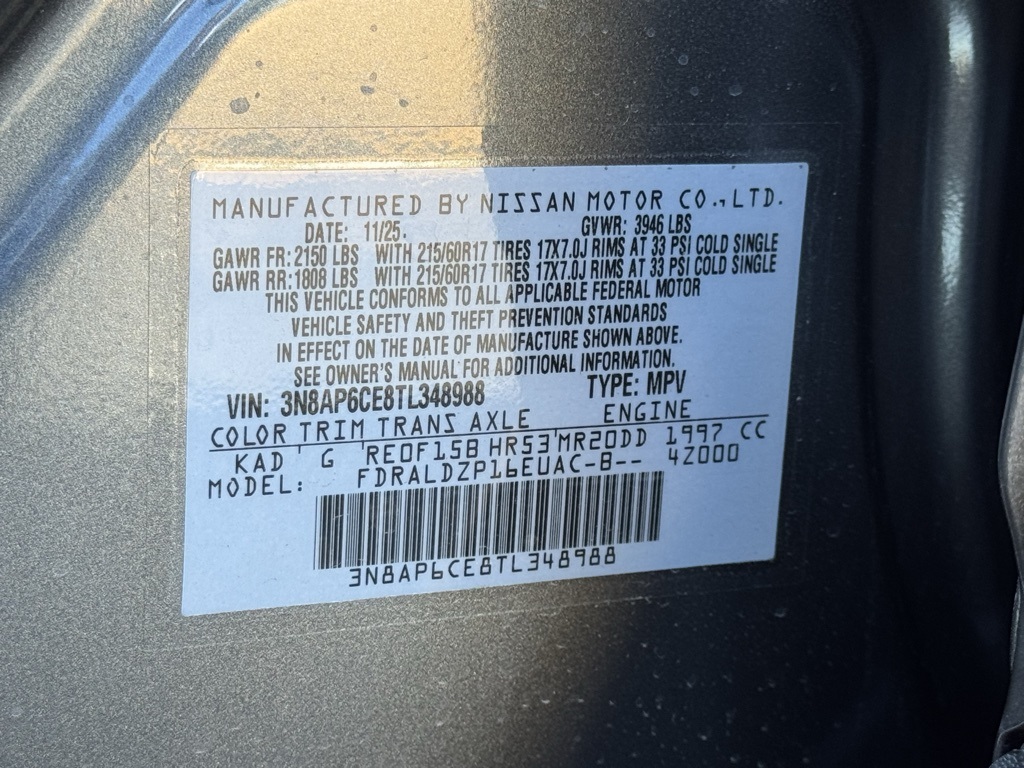 MANUFACTURED BY NISSAN MOTOR CO.,LTD.
DATE: 11/25. GVWR: 3946 LBS
GAWR FR: 2150 LBS WITH 215/60R17 TIRES 17X7.0J RIMS AT 33 PSI COLD SINGLE
GAWR RR: 1808 LBS WITH 215/60R17 TIRES 17X7.0J RIMS AT 33 PSI COLD SINGLE
THIS VEHICLE CONFORMS TO ALL APPLICABLE FEDERAL MOTOR
VEHICLE SAFETY AND THEFT PREVENTION STANDARDS
IN EFFECT ON THE DATE OF MANUFACTURE SHOWN ABOVE.
SEE OWNER'S MANUAL FOR ADDITIONAL INFORMATION.
VIN: 3N8AP6CE8TL348988 TYPE: MPV
COLOR TRIM TRANS AXLE ENGINE
KAD G RE0F15B HR53 MR20DD 1997 CC
MODEL: FDRALDZP16EUAC-B-- 4Z000
3N8AP6CE8TL348988